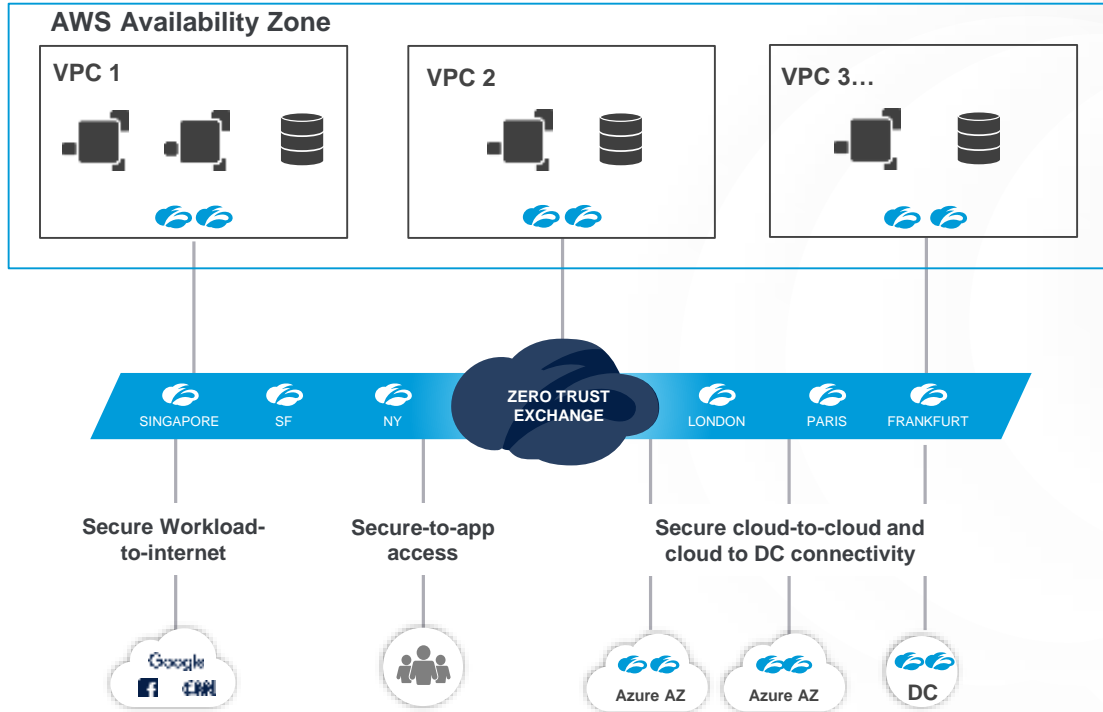 AWS Availability Zone
VPC 1
VPC 2
VPC 3...
ZERO TRUST
EXCHANGE
SINGAPORE
SF
NY
LONDON
PARIS
FRANKFURT
Secure Workload-
to-internet
Secure-to-app
access
Secure cloud-to-cloud and
cloud to DC connectivity
Google
f CNN
Azure AZ
Azure AZ
DC